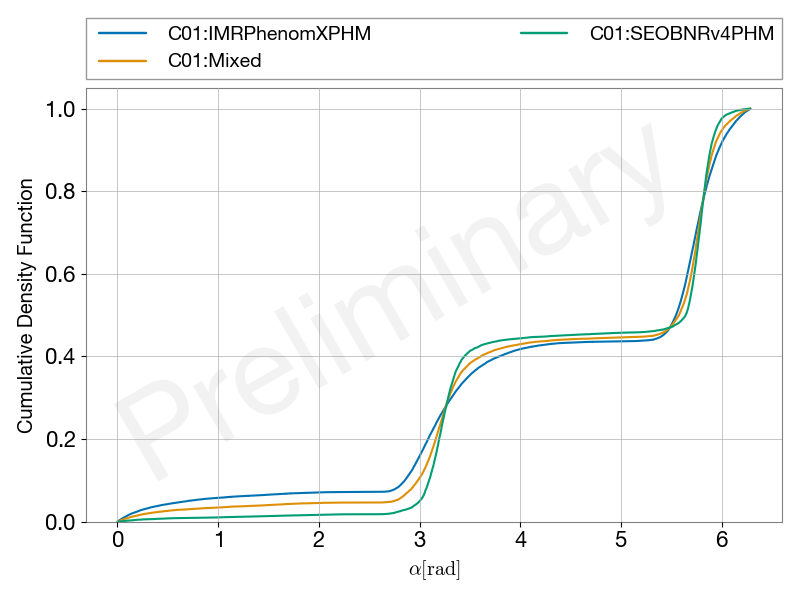 C01:IMRPhenomXPHM
C01:Mixed
C01:SEOBNRv4PHM
Preliminary
Cumulative Density Function
1.0
0.8
0.6
0.4
0.2
0.0
0 1 2 3 4 5 6
α[rad]